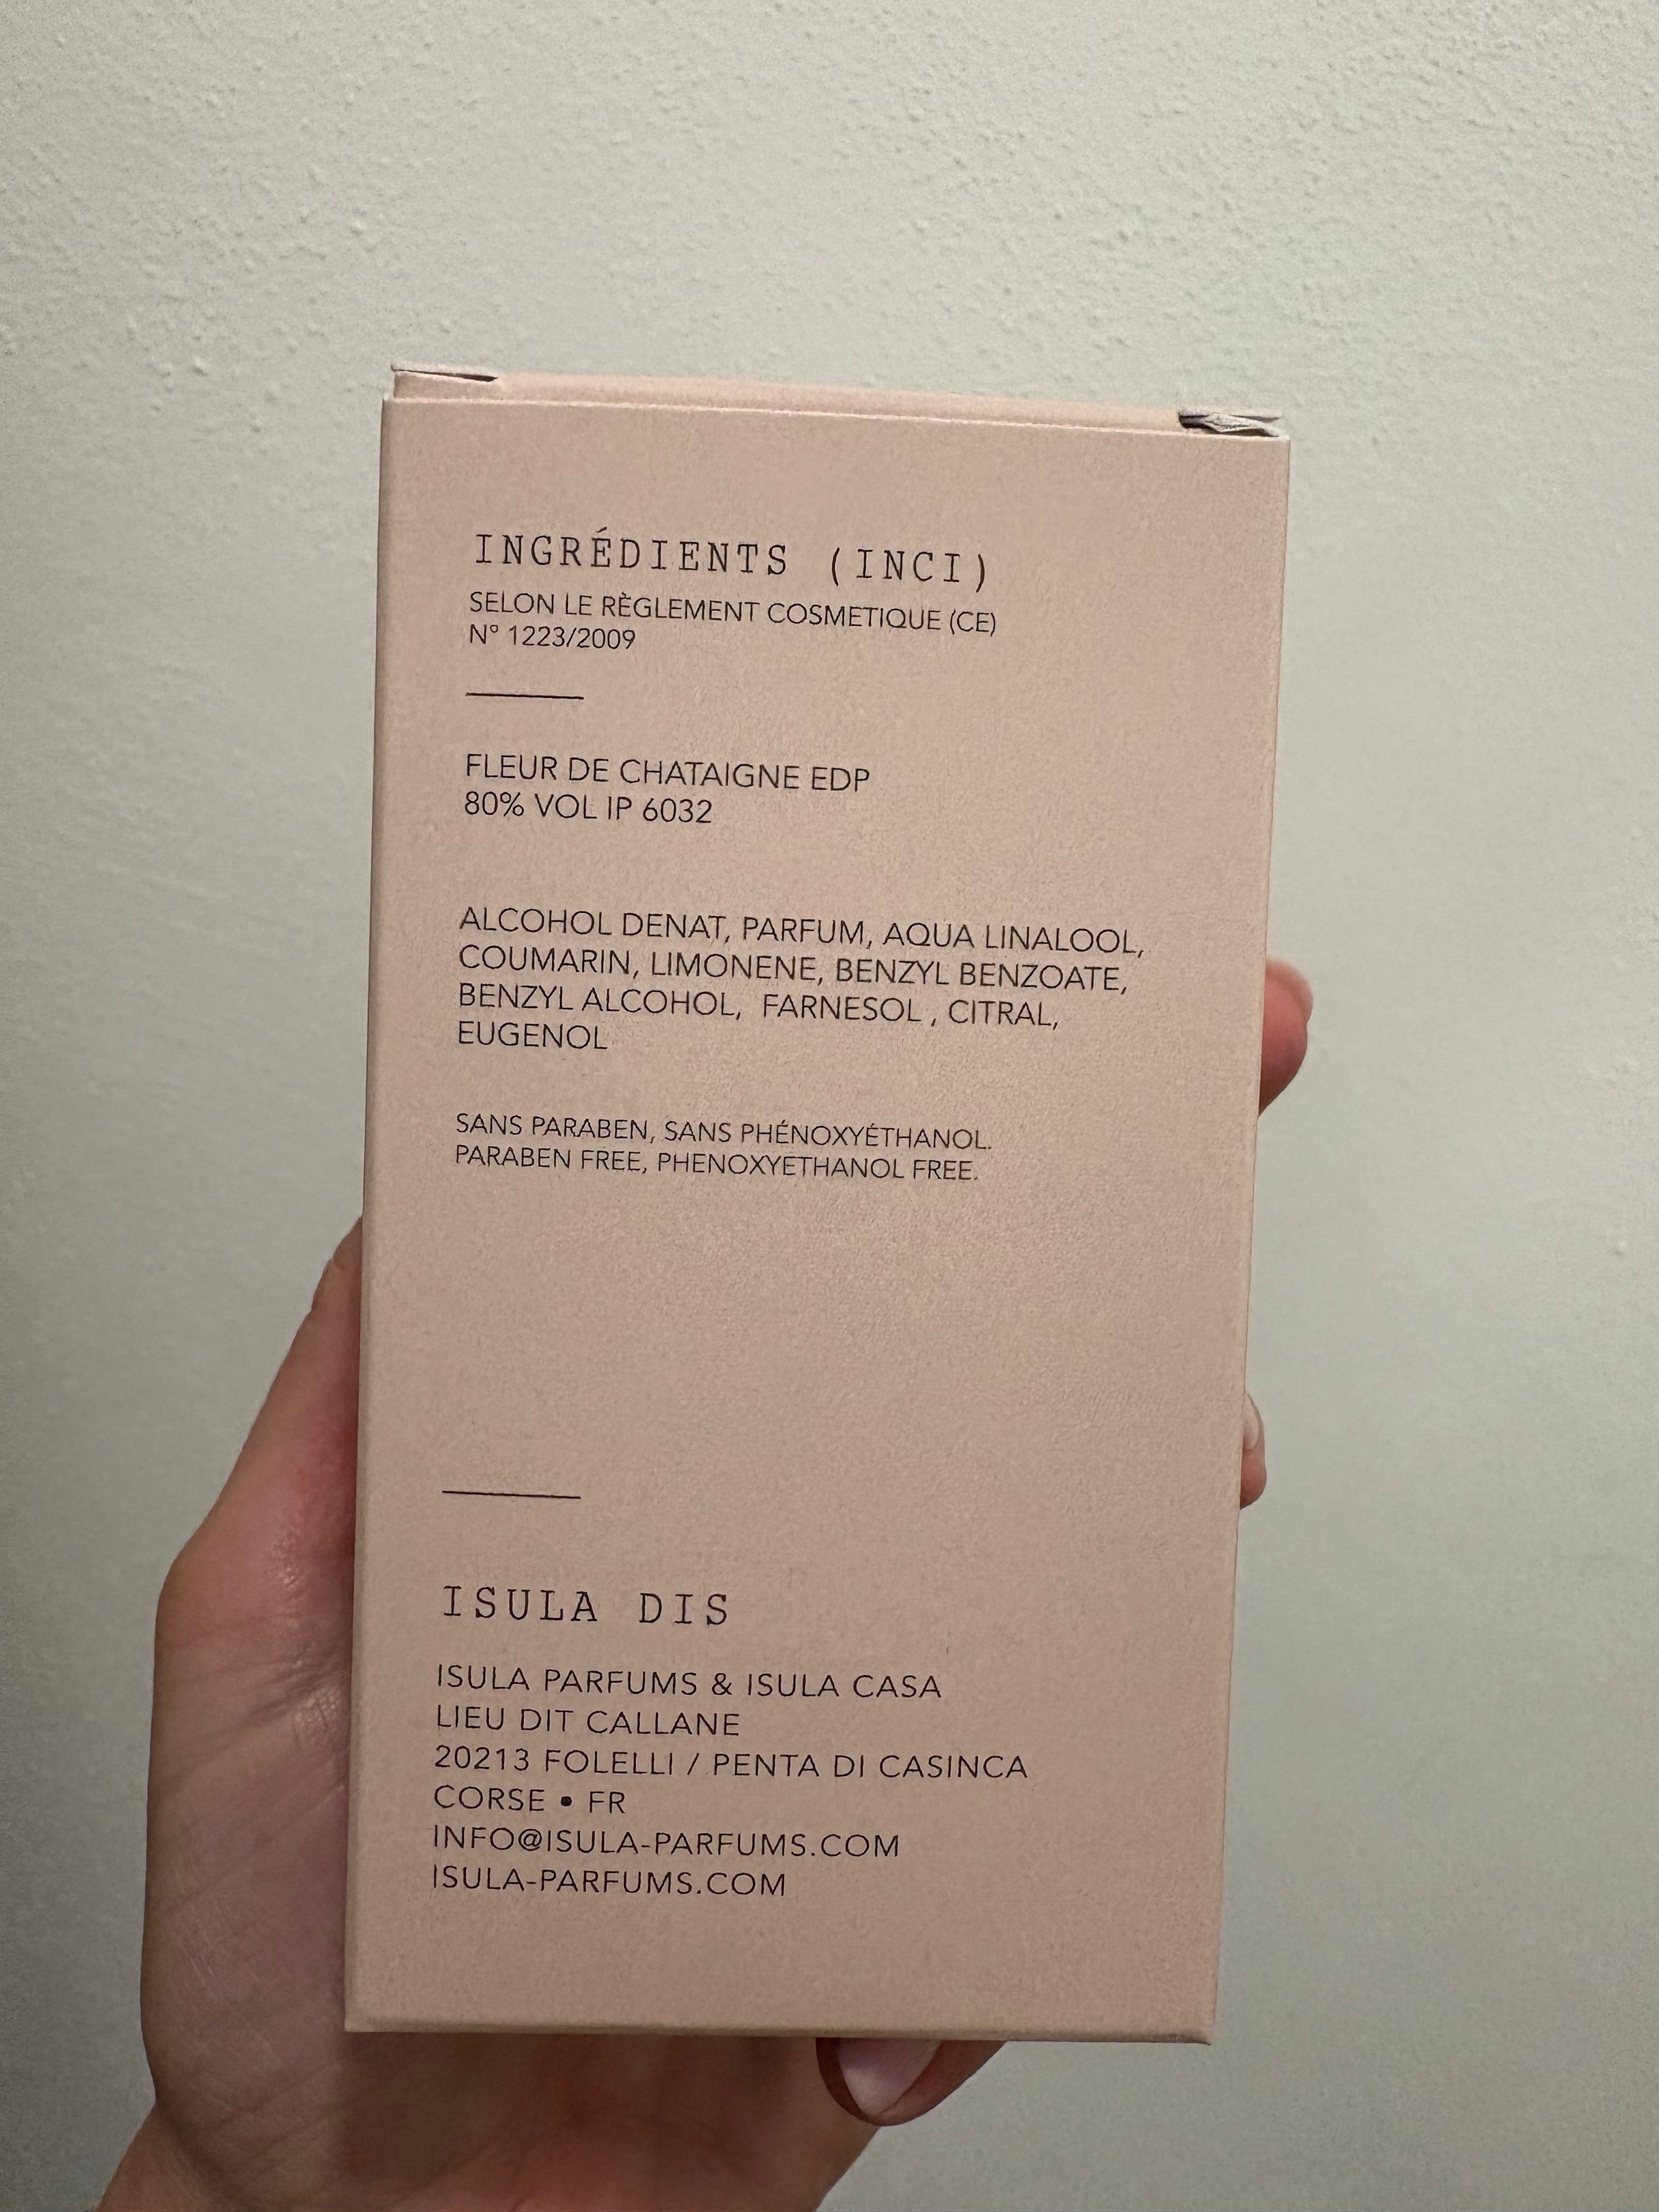 INGRÉDIENTS (INCI)
SELON LE RÈGLEMENT COSMETIQUE (CE)
N° 1223/2009
FLEUR DE CHATAIGNE EDP
80% VOL IP 6032
ALCOHOL DENAT, PARFUM, AQUA LINALOOL,
COUMARIN, LIMONENE, BENZYL BENZOATE,
BENZYL ALCOHOL, FARNESOL , CITRAL,
EUGENOL
SANS PARABEN, SANS PHÉNOXYÉTHANOL.
PARABEN FREE, PHENOXYETHANOL FREE.
ISULA DIS
ISULA PARFUMS & ISULA CASA
LIEU DIT CALLANE
20213 FOLELLI / PENTA DI CASINCA
CORSE • FR
INFO@ISULA-PARFUMS.COM
ISULA-PARFUMS.COM